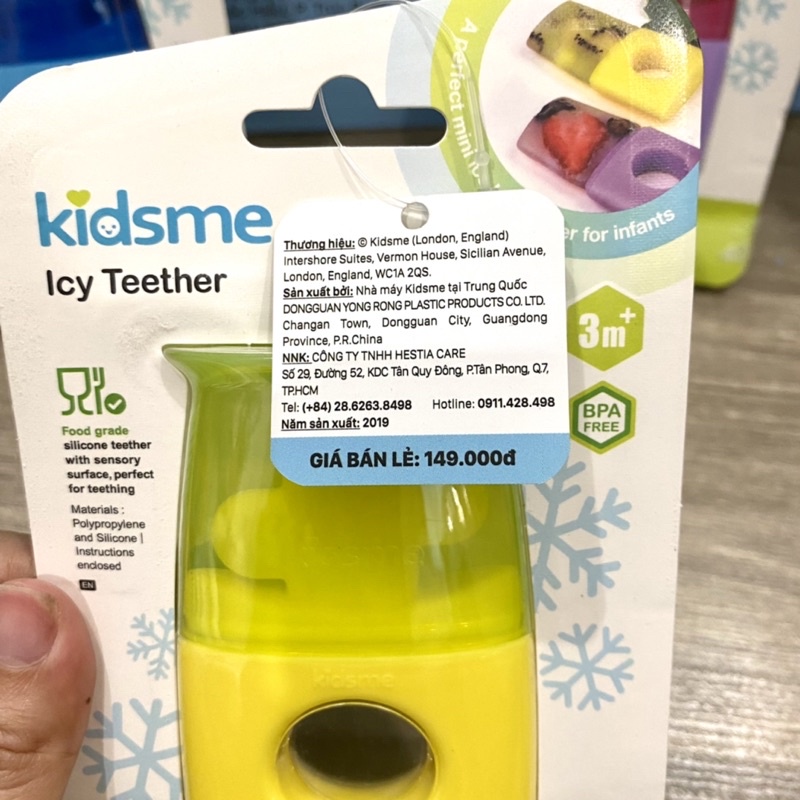 A perfect mini
er for infants
kidsme
Icy Teether
Thương hiệu: © Kidsme (London, England)
Intershore Suites, Vermon House, Sicilian Avenue,
London, England, WC1A 2QS.
Sản xuất bởi: Nhà máy Kidsme tại Trung Quốc
DONGGUAN YONG RONG PLASTIC PRODUCTS CO. LTD.
Changan Town, Dongguan City, Guangdong
Province, P.R.China
NNK: CÔNG TY TNHH HESTIA CARE
Số 29, Đường 52, KDC Tân Quy Đông, P.Tân Phong, Q.7,
TP.HCM
Tel: (+84) 28.6263.8498 Hotline: 0911.428.498
Năm sản xuất: 2019
GIÁ BÁN LẺ: 149.000đ
3m+
BPA
FREE
Food grade
silicone teether
with sensory
surface, perfect
for teething
Materials :
Polypropylene
and Silicone |
Instructions
enclosed
EN
kidsme